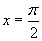 x = π/2